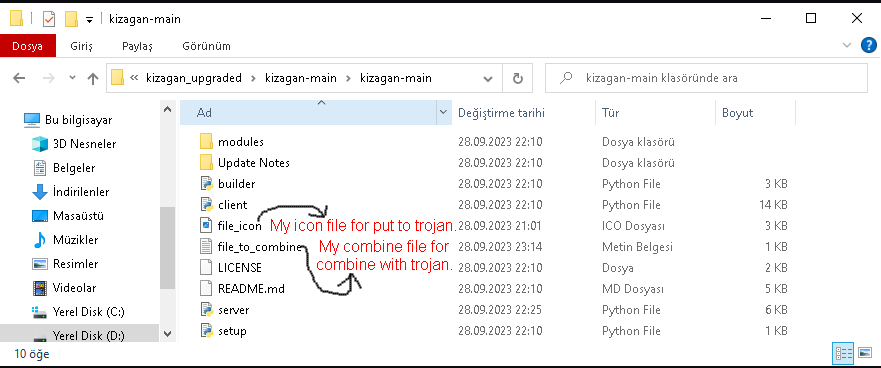 kizagan-main
Dosya Giriş Paylaş Görünüm
« kizagan_upgraded > kizagan-main > kizagan-main
kizagan-main klasöründe ara
Bu bilgisayar
3D Nesneler
Belgeler
İndirilenler
Masaüstü
Müzikler
Resimler
Videolar
Yerel Disk (C:)
Yerel Disk (D:)
Ad Değiştirme tarihi Tür Boyut
modules 28.09.2023 22:10 Dosya klasörü
Update Notes 28.09.2023 22:10 Dosya klasörü
builder 28.09.2023 22:10 Python File 3 KB
client 28.09.2023 22:10 Python File 14 KB
file_icon My icon file for put to trojan. 28.09.2023 21:01 ICO Dosyası 3 KB
file_to_combine My combine file for 28.09.2023 23:14 Metin Belgesi 1 KB
combine with trojan.
LICENSE 28.09.2023 22:10 Dosya 2 KB
README.md 28.09.2023 22:10 MD Dosyası 5 KB
server 28.09.2023 22:25 Python File 6 KB
setup 28.09.2023 22:10 Python File 1 KB
10 öğe